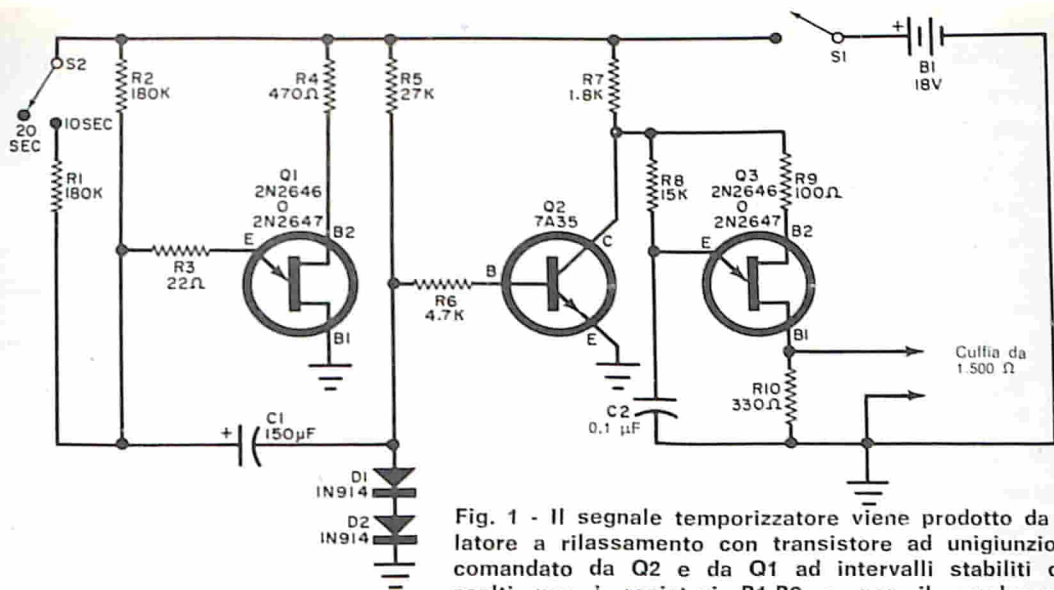 S2
20
SEC
10SEC
R1
180K
R2
180K
R3
22Ω
R4
470Ω
Q1
2N2646
O
2N2647
E
B2
B1
C1
+
150µF
R5
27K
R6
4.7K
D1
1N914
D2
1N914
Q2
7A35
B
C
E
R7
1.8K
R8
15K
C2
0.1 µF
Q3
2N2646
O
2N2647
E
B2
B1
R9
100Ω
R10
330Ω
S1
+
B1
18V
Cuffia da
1.500 Ω
Fig. 1 - Il segnale temporizzatore viene prodotto da
latore a rilassamento con transistore ad unigiunzio
comandato da Q2 e da Q1 ad intervalli stabiliti